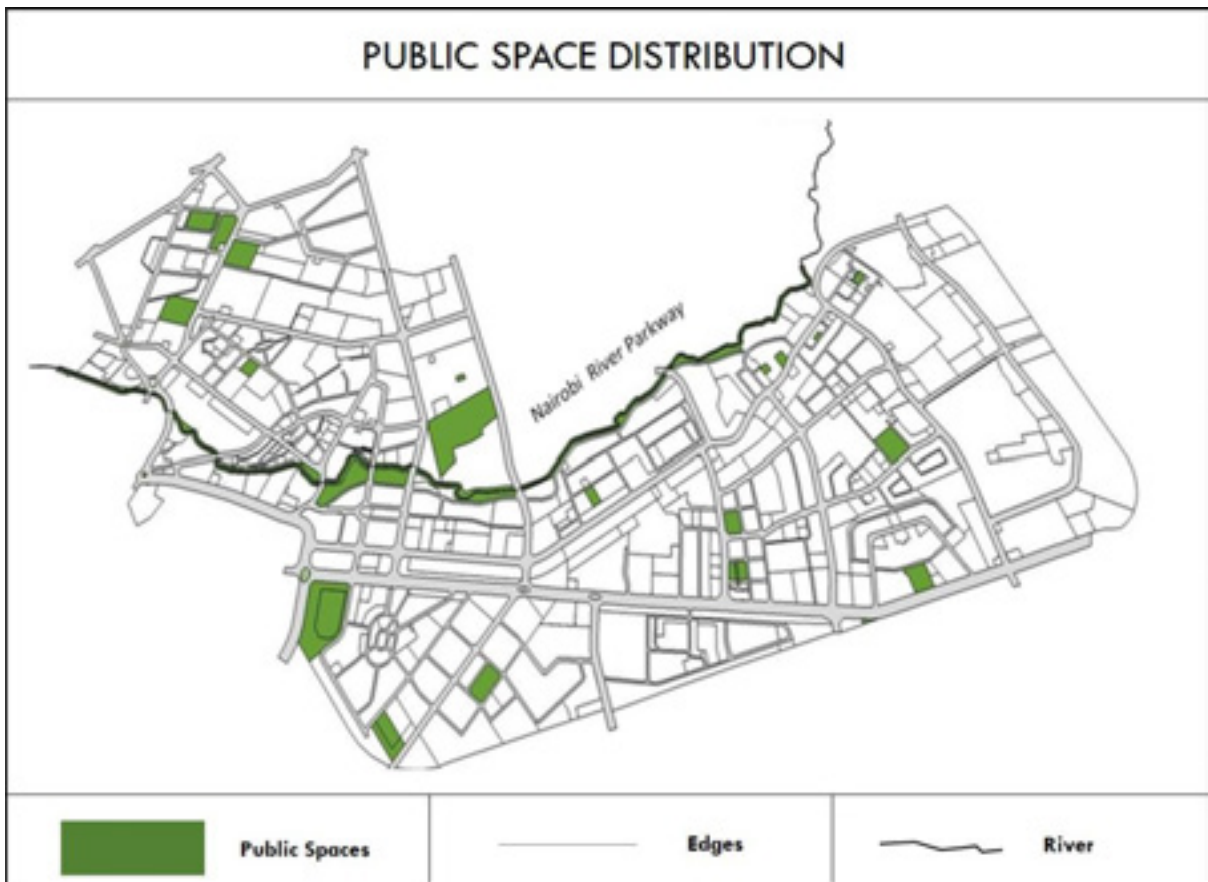 PUBLIC SPACE DISTRIBUTION
Nairobi River Parkway
Public Spaces
Edges
River